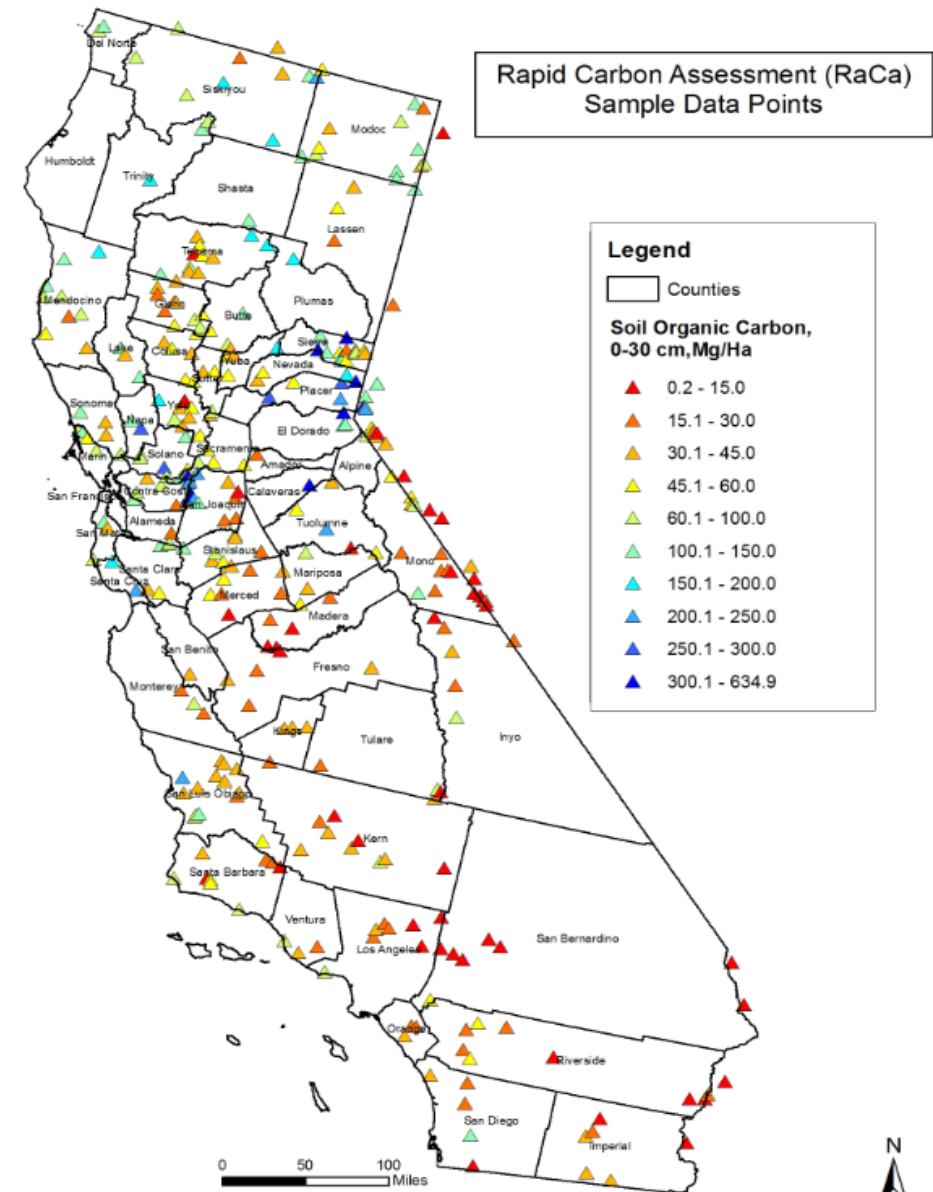 Rapid Carbon Assessment (RaCa)
Sample Data Points
Del Norte
Siskiyou
Modoc
Humboldt
Trinity
Shasta
Lassen
Tehama
Plumas
Mendocino
Glenn
Butte
Sierra
Lake
Colusa
Yuba
Nevada
Sutter
Placer
Sonoma
Napa
Yolo
El Dorado
Solano
Sacramento
Marin
Amador
Alpine
San Francisco
Contra Costa
San Joaquin
Calaveras
Alameda
Tuolumne
San Mateo
Stanislaus
Mono
Santa Clara
Mariposa
Santa Cruz
Merced
Madera
San Benito
Fresno
Monterey
Kings
Tulare
Inyo
San Luis Obispo
Kern
Santa Barbara
Ventura
Los Angeles
San Bernardino
Orange
Riverside
San Diego
Imperial
Legend
Counties
Soil Organic Carbon,
0-30 cm,Mg/Ha
0.2 - 15.0
15.1 - 30.0
30.1 - 45.0
45.1 - 60.0
60.1 - 100.0
100.1 - 150.0
150.1 - 200.0
200.1 - 250.0
250.1 - 300.0
300.1 - 634.9
0 50 100
Miles
N